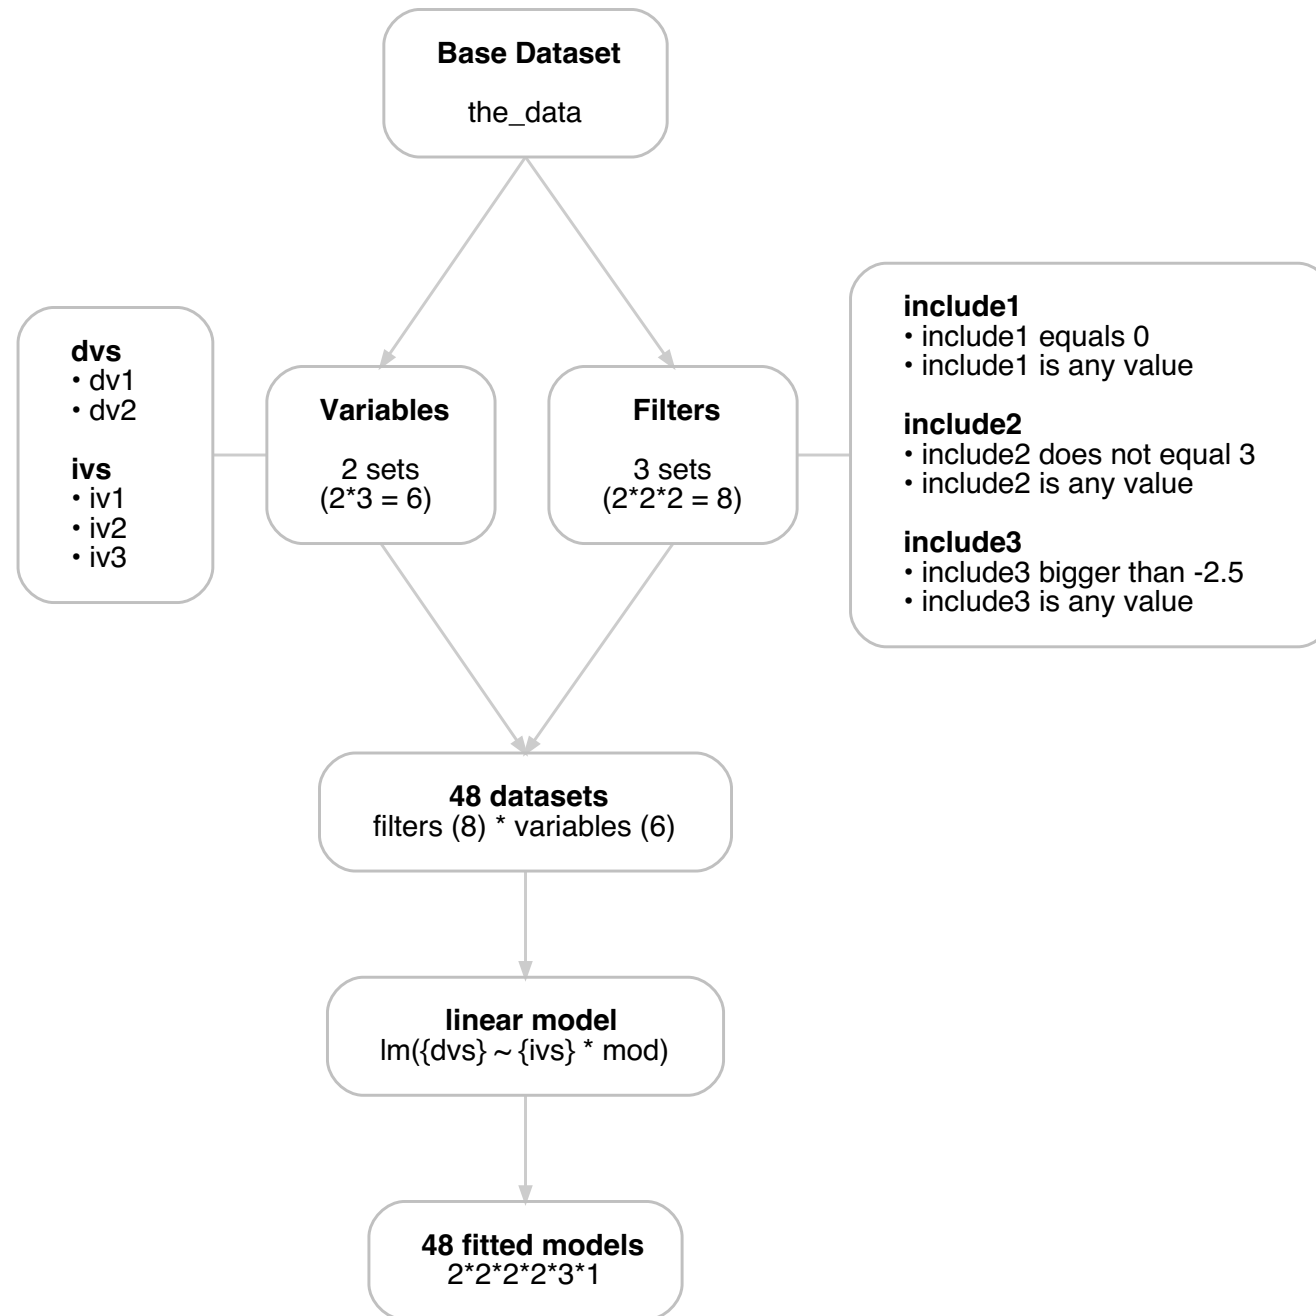 Base Dataset
the_data
dvs
• dv1
• dv2
ivs
• iv1
• iv2
• iv3
Variables
2 sets
(2*3 = 6)
Filters
3 sets
(2*2*2 = 8)
include1
• include1 equals 0
• include1 is any value
include2
• include2 does not equal 3
• include2 is any value
include3
• include3 bigger than -2.5
• include3 is any value
48 datasets
filters (8) * variables (6)
linear model
lm({dvs} ~ {ivs} * mod)
48 fitted models
2*2*2*2*3*1